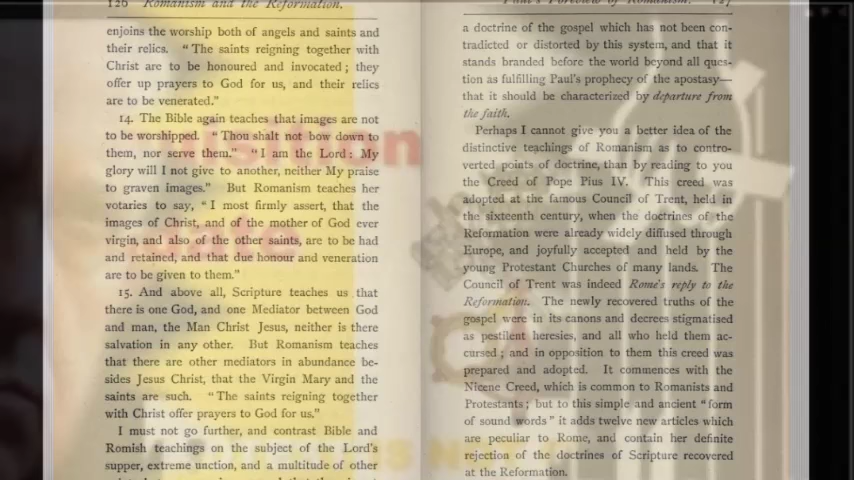 126 Romanism and the Reformation.
enjoins the worship both of angels and saints and
their relics. “The saints reigning together with
Christ are to be honoured and invocated; they
offer up prayers to God for us, and their relics
are to be venerated.”
14. The Bible again teaches that images are not
to be worshipped. “Thou shalt not bow down to
them, nor serve them.” “I am the Lord: My
glory will I not give to another, neither My praise
to graven images.” But Romanism teaches her
votaries to say, “I most firmly assert, that the
images of Christ, and of the mother of God ever
virgin, and also of the other saints, are to be had
and retained, and that due honour and veneration
are to be given to them.”
15. And above all, Scripture teaches us that
there is one God, and one Mediator between God
and man, the Man Christ Jesus, neither is there
salvation in any other. But Romanism teaches
that there are other mediators in abundance be-
sides Jesus Christ, that the Virgin Mary and the
saints are such. “The saints reigning together
with Christ offer prayers to God for us.”
I must not go further, and contrast Bible and
Romish teachings on the subject of the Lord's
supper, extreme unction, and a multitude of other
Paul's Foreview of Romanism. 127
a doctrine of the gospel which has not been con-
tradicted or distorted by this system, and that it
stands branded before the world beyond all ques-
tion as fulfilling Paul's prophecy of the apostasy—
that it should be characterized by departure from
the faith.
Perhaps I cannot give you a better idea of the
distinctive teachings of Romanism as to contro-
verted points of doctrine, than by reading to you
the Creed of Pope Pius IV. This creed was
adopted at the famous Council of Trent, held in
the sixteenth century, when the doctrines of the
Reformation were already widely diffused through
Europe, and joyfully accepted and held by the
young Protestant Churches of many lands. The
Council of Trent was indeed Rome's reply to the
Reformation. The newly recovered truths of the
gospel were in its canons and decrees stigmatised
as pestilent heresies, and all who held them ac-
cursed; and in opposition to them this creed was
prepared and adopted. It commences with the
Nicene Creed, which is common to Romanists and
Protestants; but to this simple and ancient “form
of sound words” it adds twelve new articles which
are peculiar to Rome, and contain her definite
rejection of the doctrines of Scripture recovered
at the Reformation.